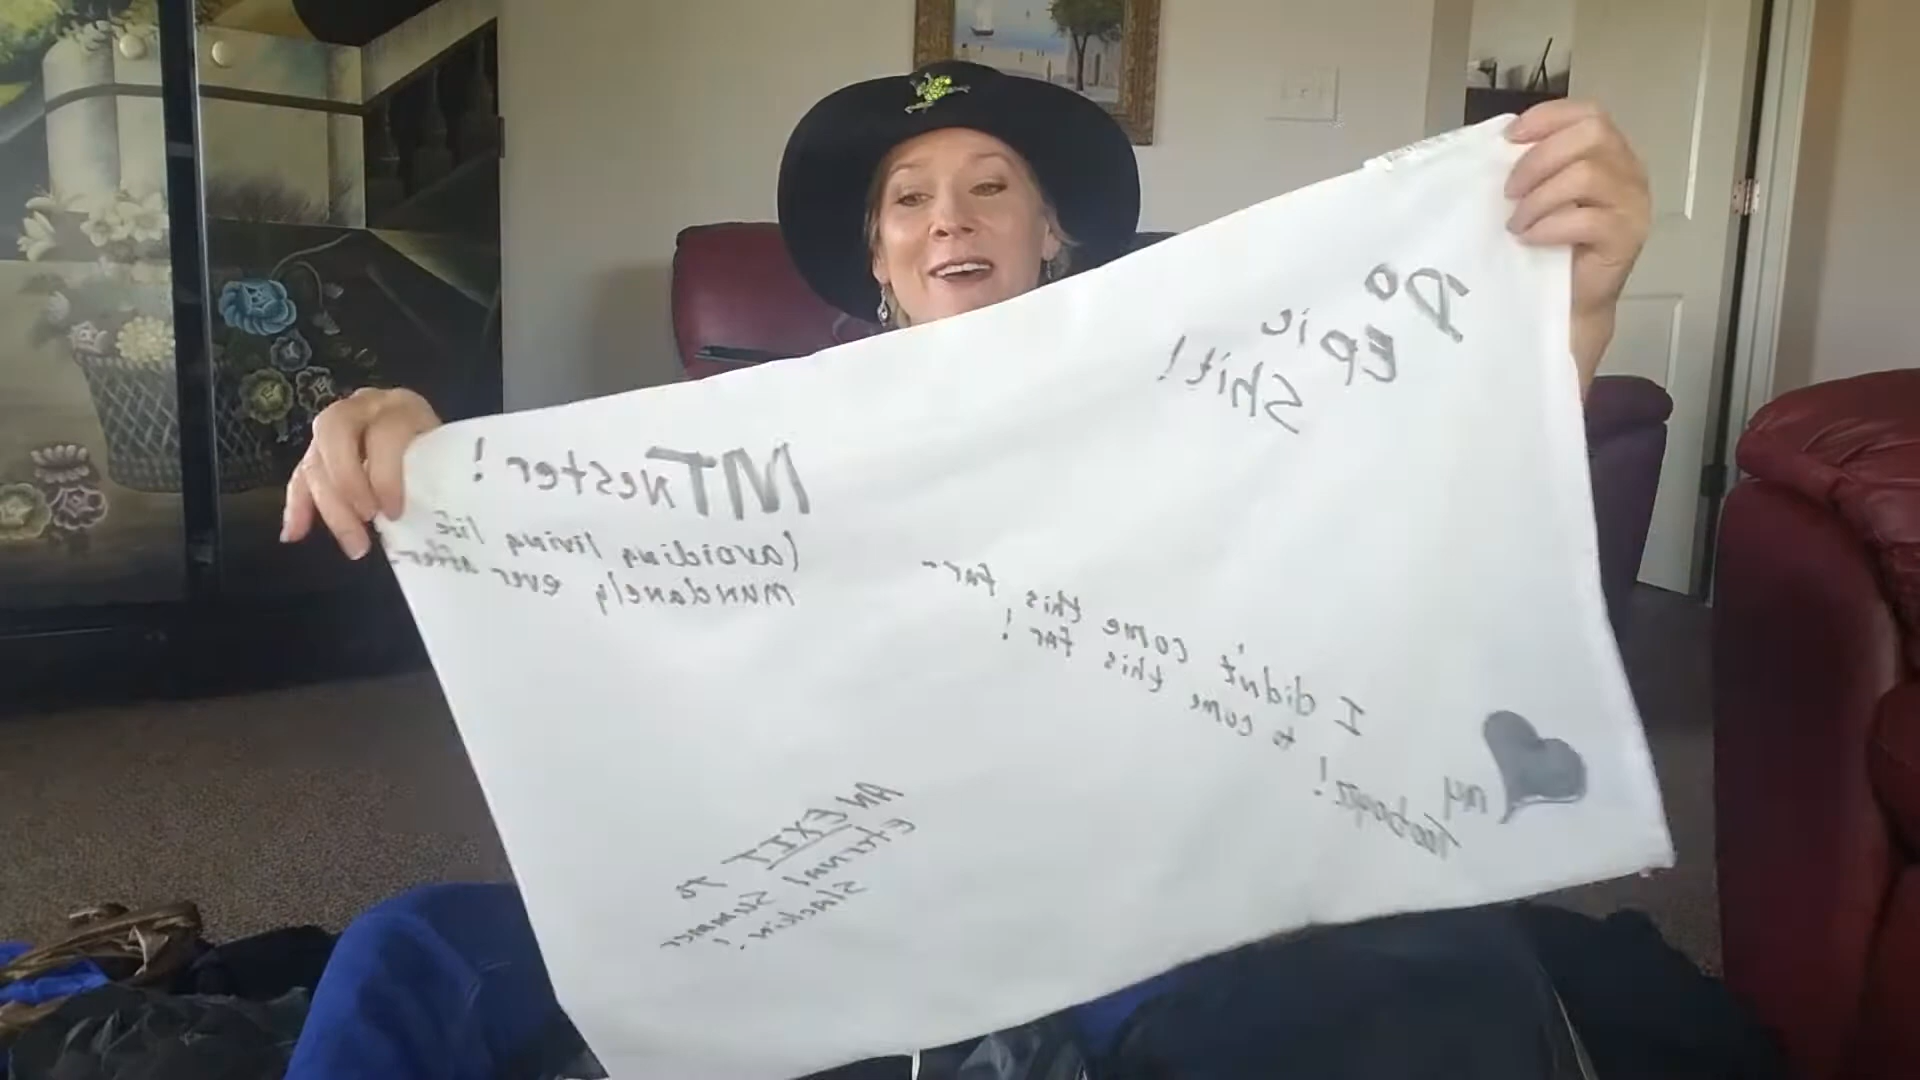 Do
Epic
Shit!
MTnester!
(avoiding living life
mundanely ever after-
I didn't come this far-
to come this far!
my
AN EXIT TO
eternal summer
slackin!